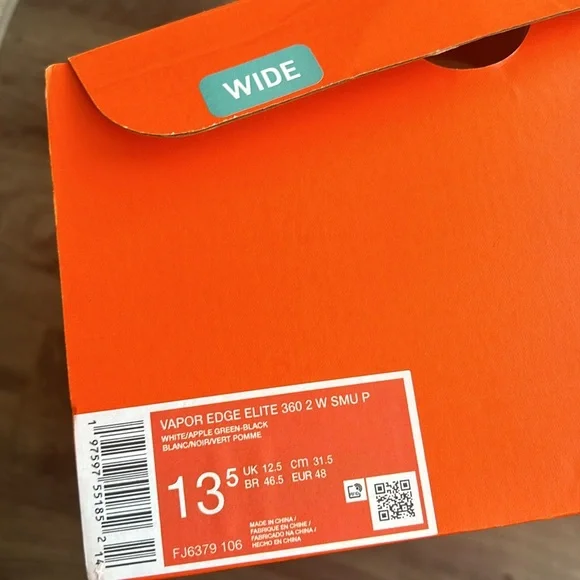 WIDE
VAPOR EDGE ELITE 360 2 W SMU P
WHITE/APPLE GREEN-BLACK
BLANC/NOIR/VERT POMME
13⁵ UK 12.5 cm 31.5
BR 46.5 EUR 48
MADE IN CHINA /
FABRIQUE EN CHINE /
FABRICADO NA CHINA /
HECHO EN CHINA
FJ6379 106
1 97597 55185 2 14